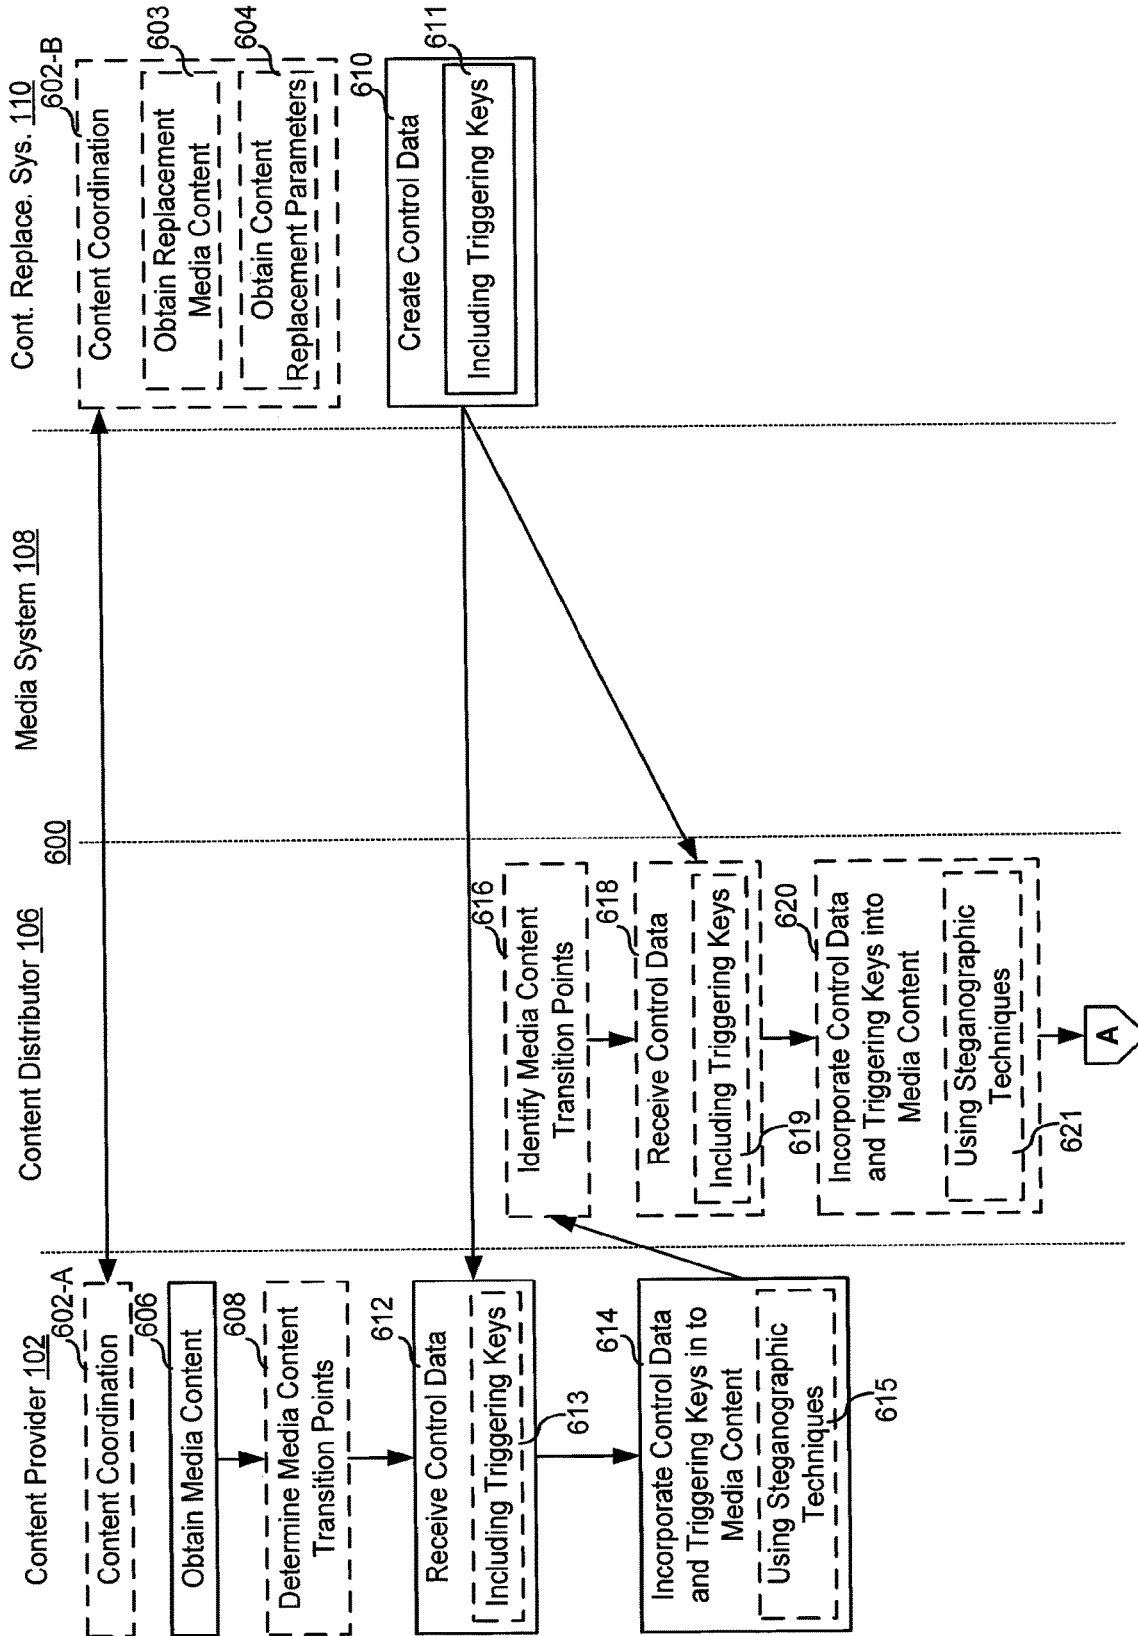 600
Content Provider 102
Content Distributor 106
Media System 108
Cont. Replace. Sys. 110
602-A
Content Coordination
606
Obtain Media Content
608
Determine Media Content
Transition Points
612
Receive Control Data
Including Triggering Keys
613
614
Incorporate Control Data
and Triggering Keys in to
Media Content
Using Steganographic
Techniques
615
616
Identify Media Content
Transition Points
618
Receive Control Data
Including Triggering Keys
619
620
Incorporate Control Data
and Triggering Keys into
Media Content
Using Steganographic
Techniques
621
A
602-B
Content Coordination
603
Obtain Replacement
Media Content
604
Obtain Content
Replacement Parameters
610
Create Control Data
611
Including Triggering Keys